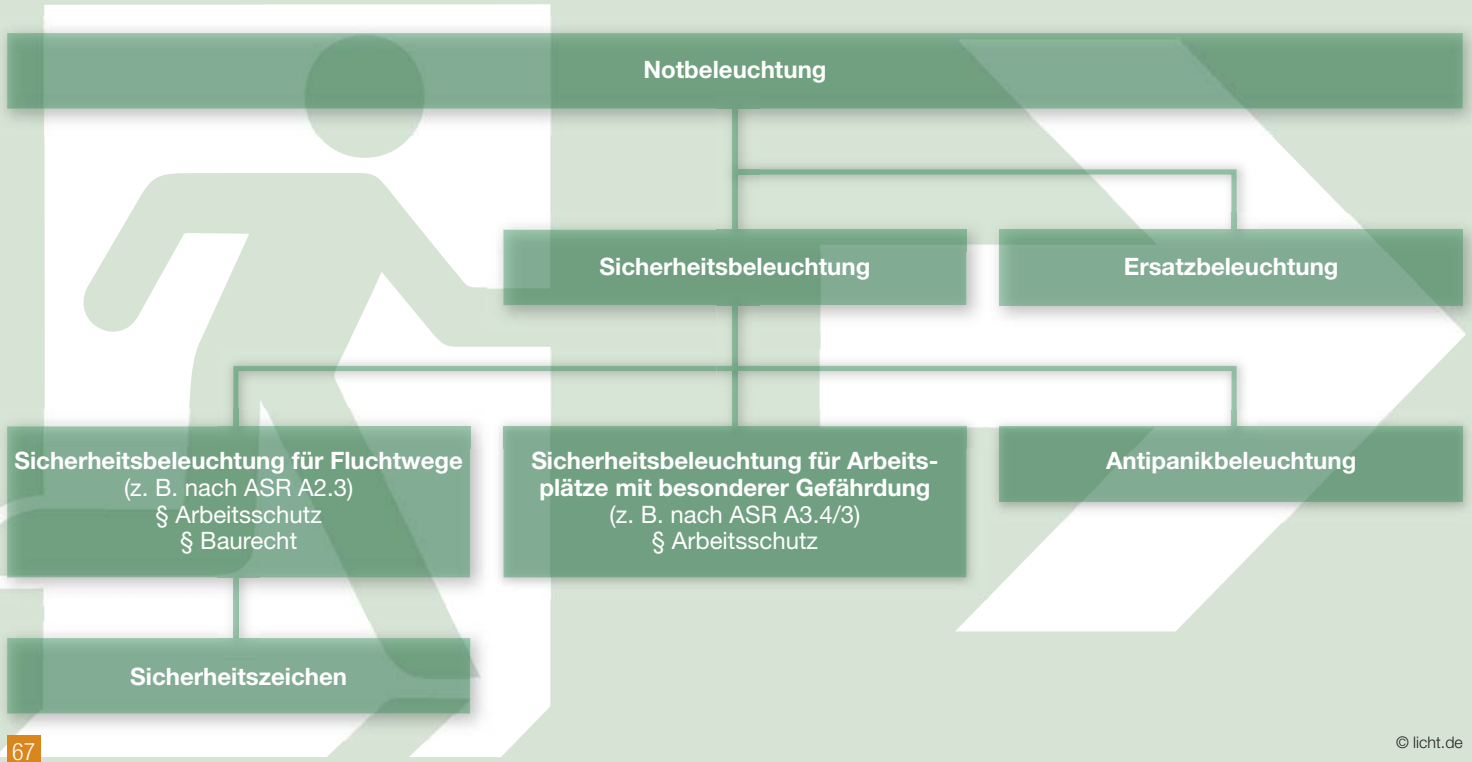 Notbeleuchtung
Sicherheitsbeleuchtung
Ersatzbeleuchtung
Sicherheitsbeleuchtung für Fluchtwege
(z. B. nach ASR A2.3)
§ Arbeitsschutz
§ Baurecht
Sicherheitsbeleuchtung für Arbeits-
plätze mit besonderer Gefährdung
(z. B. nach ASR A3.4/3)
§ Arbeitsschutz
Antipanikbeleuchtung
Sicherheitszeichen
67
© licht.de